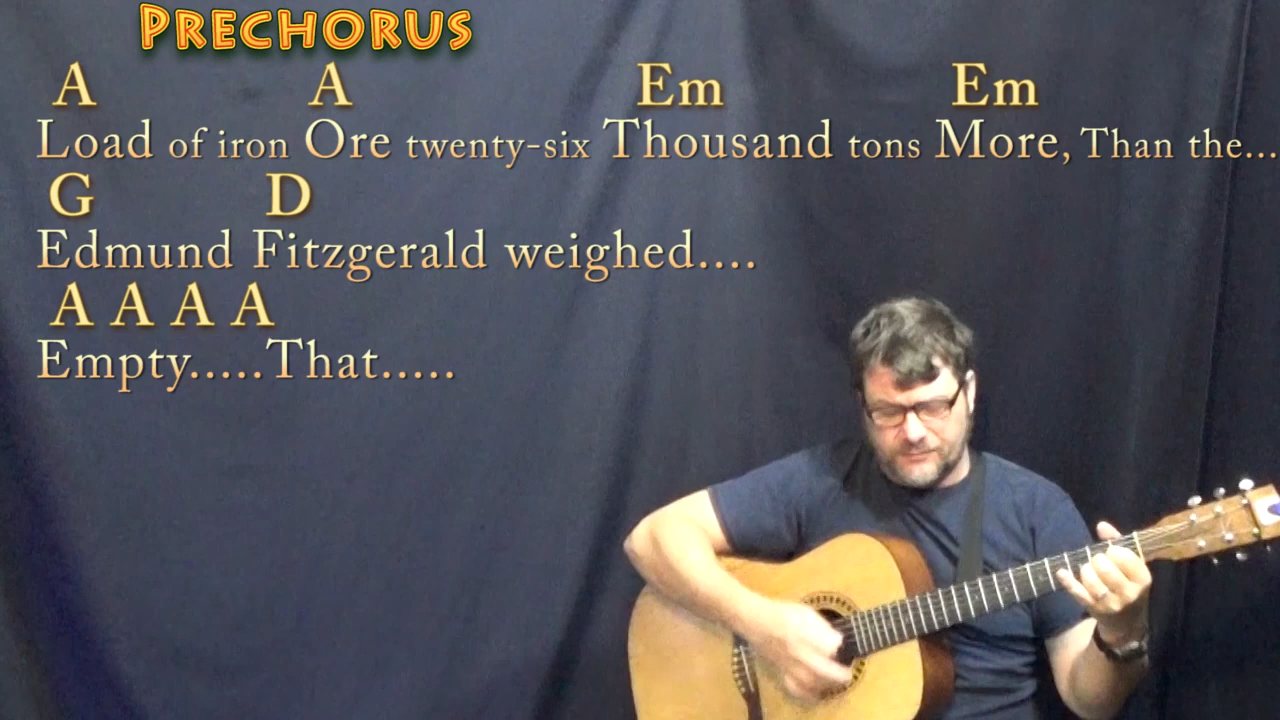 PRECHORUS
A A Em Em
Load of iron Ore twenty-six Thousand tons More, Than the...
G D
Edmund Fitzgerald weighed....
A A A A
Empty.....That.....